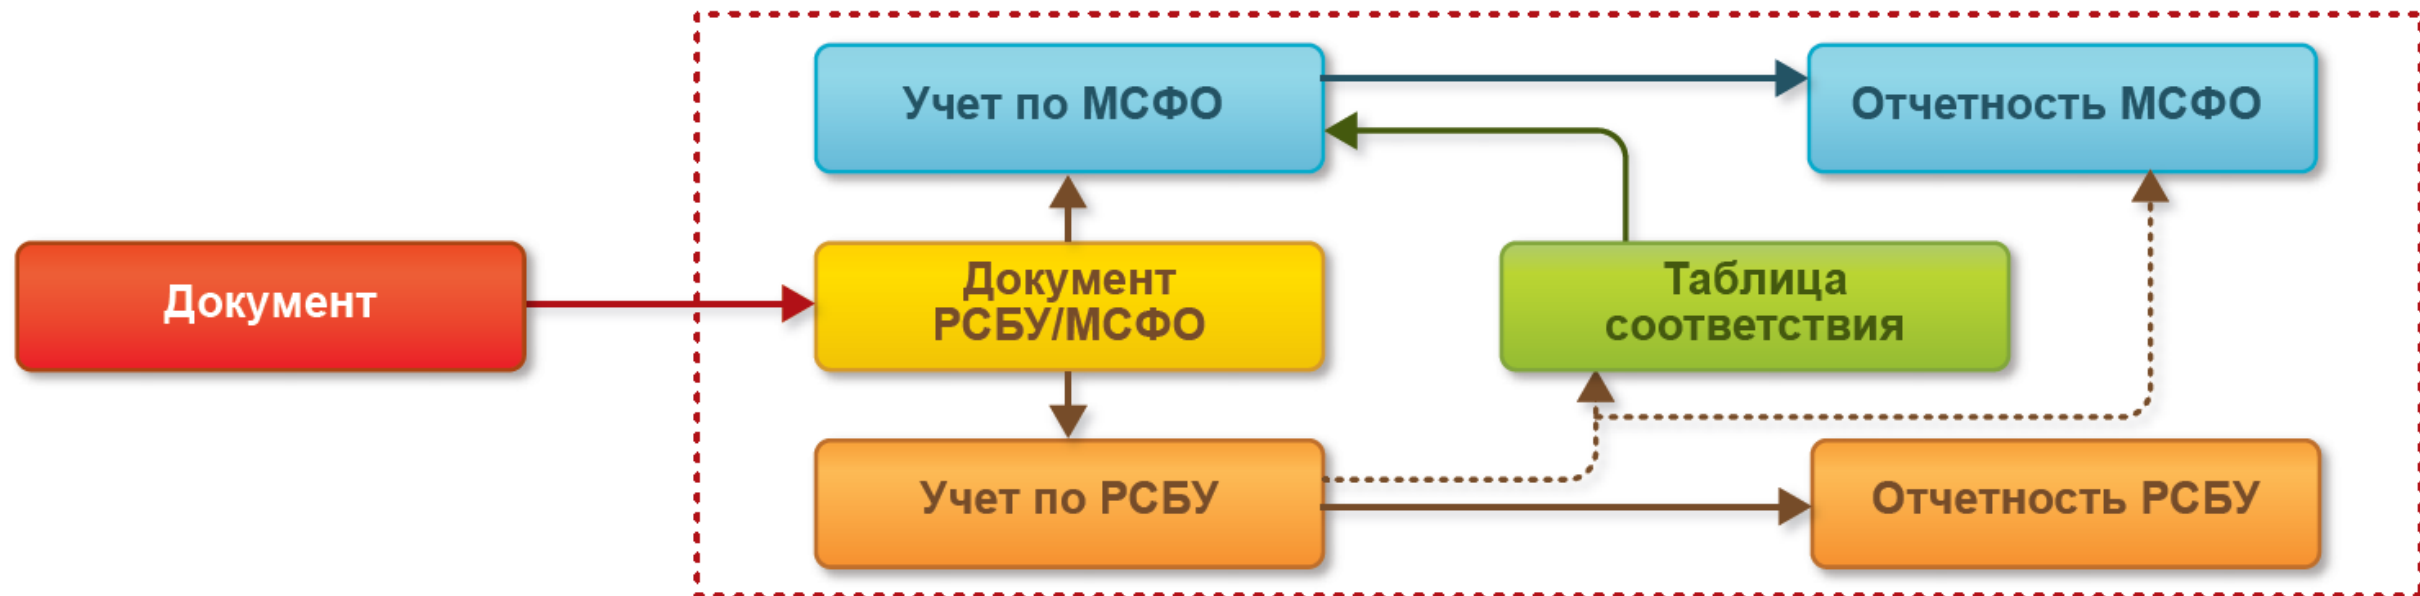 Учет по МСФО
Отчетность МСФО
Документ
Документ
РСБУ/МСФО
Таблица
соответствия
Учет по РСБУ
Отчетность РСБУ